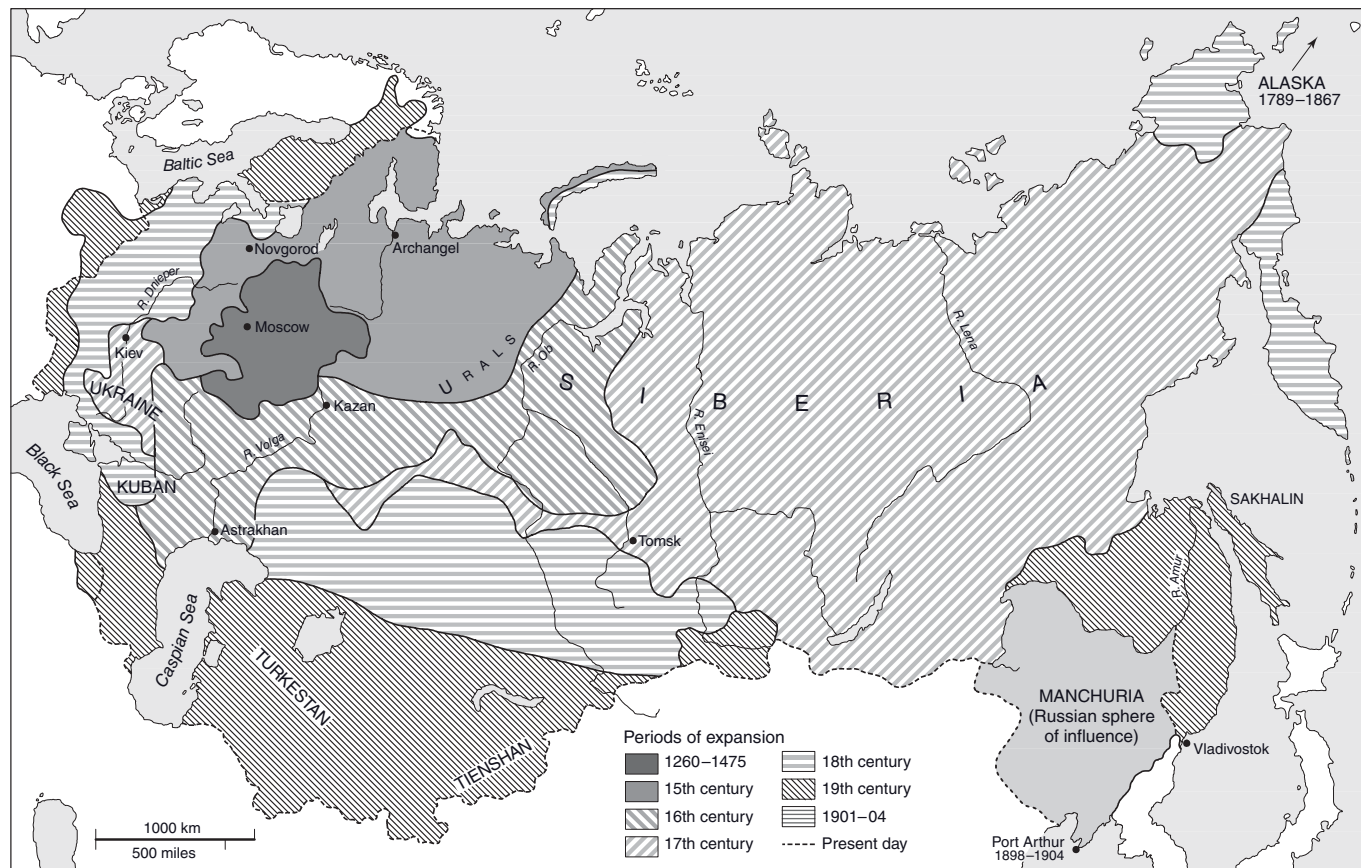 ALASKA
1789–1867
Baltic Sea
Novgorod
Archangel
R. Dnieper
Moscow
Kiev
URALS
R. Ob
R. Lena
SIBERIA
UKRAINE
Kazan
R. Enisei
R. Volga
Black Sea
KUBAN
SAKHALIN
Astrakhan
Tomsk
R. Amur
Caspian Sea
TURKESTAN
MANCHURIA
(Russian sphere
of influence)
Vladivostok
TIENSHAN
Periods of expansion
1260–1475
15th century
16th century
17th century
18th century
19th century
1901–04
Present day
1000 km
500 miles
Port Arthur
1898–1904